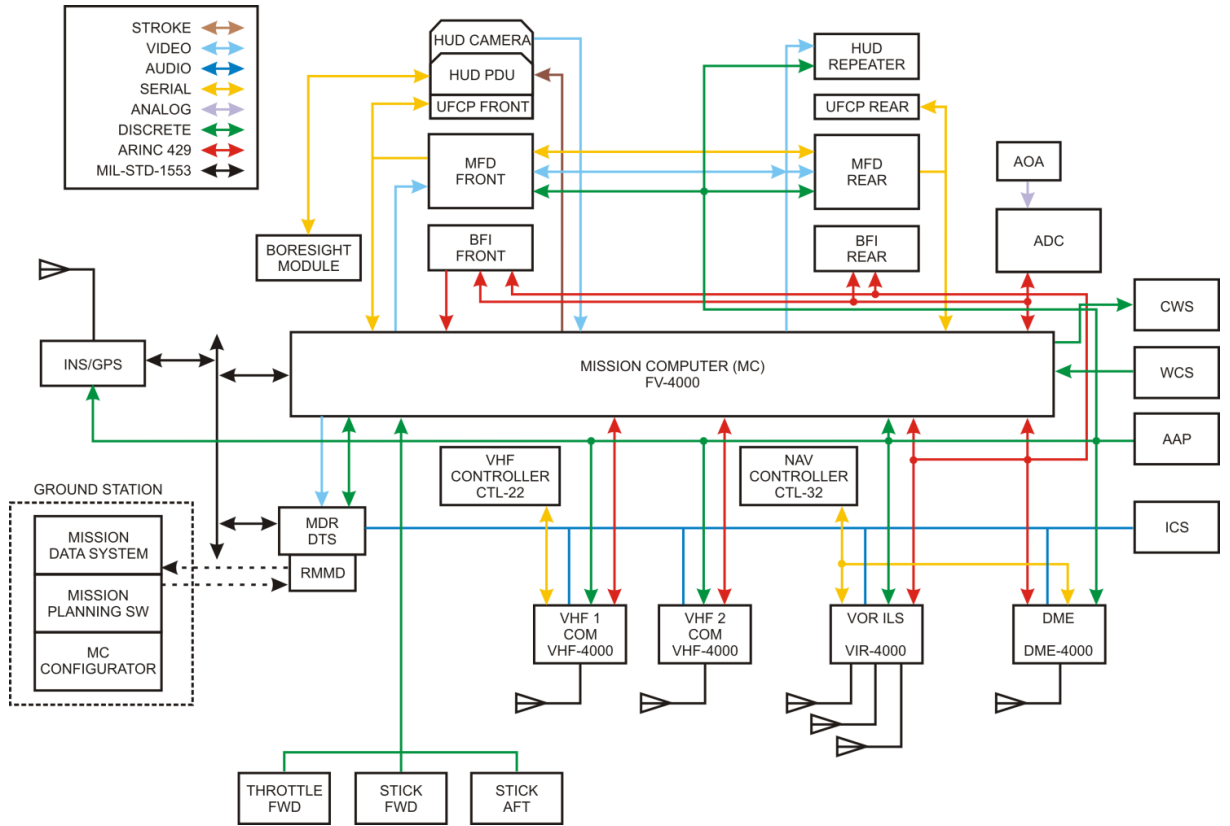 STROKE
VIDEO
AUDIO
SERIAL
ANALOG
DISCRETE
ARINC 429
MIL-STD-1553
HUD CAMERA
HUD PDU
UFCP FRONT
MFD
FRONT
BFI
FRONT
BORESIGHT
MODULE
HUD
REPEATER
UFCP REAR
MFD
REAR
BFI
REAR
AOA
ADC
CWS
WCS
AAP
ICS
INS/GPS
MISSION COMPUTER (MC)
FV-4000
VHF
CONTROLLER
CTL-22
NAV
CONTROLLER
CTL-32
GROUND STATION
MISSION
DATA SYSTEM
MISSION
PLANNING SW
MC
CONFIGURATOR
MDR
DTS
RMMD
VHF 1
COM
VHF-4000
VHF 2
COM
VHF-4000
VOR ILS
VIR-4000
DME
DME-4000
THROTTLE
FWD
STICK
FWD
STICK
AFT